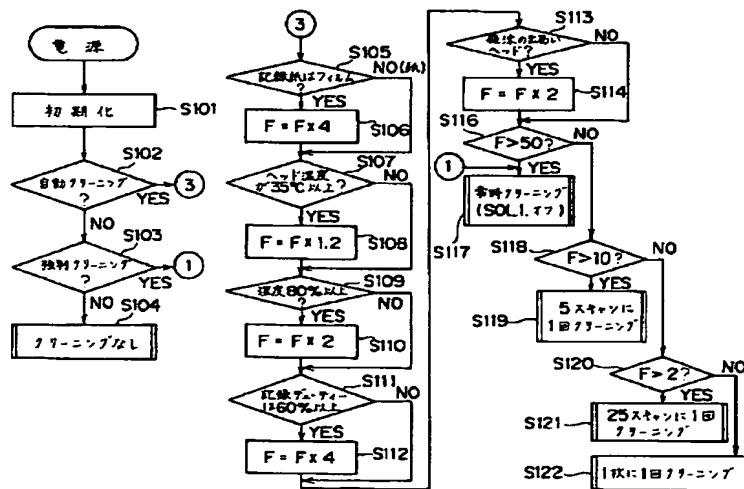 電源
初期化
S101
S102
自動クリーニング
?
YES
3
NO
S103
強制クリーニング
?
YES
1
NO
S104
クリーニングなし
3
S105
記録紙はフィルム
?
NO(紙)
YES
F=F×4
S106
S107
ヘッド温度
が35℃以上?
NO
YES
F=F×1.2
S108
S109
湿度80%以上
?
NO
YES
F=F×2
S110
S111
記録デューティー
は60%以上
NO
YES
F=F×4
S112
S113
ヘッド?
NO
YES
F=F×2
S114
S116
F>50?
NO
1
YES
常時クリーニング
(SOL1.オフ)
S117
S118
F>10?
NO
YES
5スキャンに
1回クリーニング
S119
S120
F>2?
NO
YES
25スキャンに1回
クリーニング
S121
S122
1枚に1回クリーニング